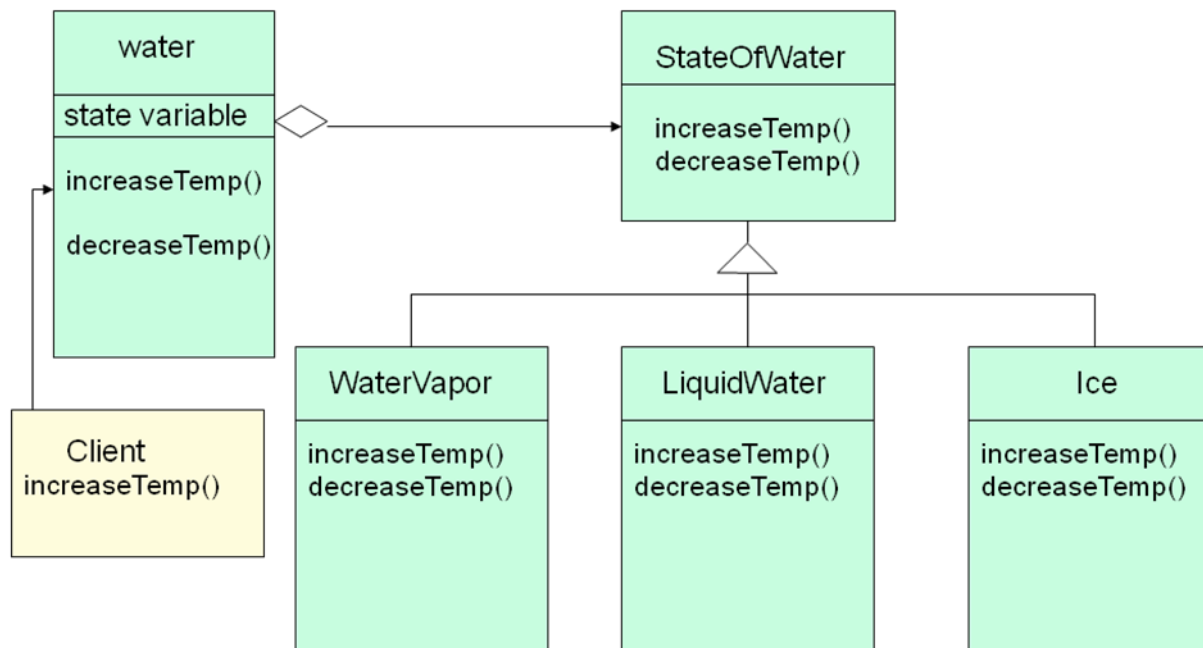 water
state variable
increaseTemp()
decreaseTemp()
StateOfWater
increaseTemp()
decreaseTemp()
Client
increaseTemp()
WaterVapor
increaseTemp()
decreaseTemp()
LiquidWater
increaseTemp()
decreaseTemp()
Ice
increaseTemp()
decreaseTemp()